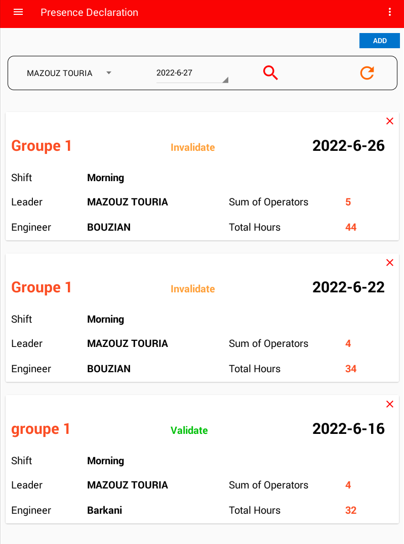 Presence Declaration
ADD
MAZOUZ TOURIA 2022-6-27
Groupe 1 Invalidate 2022-6-26
Shift Morning
Leader MAZOUZ TOURIA Sum of Operators 5
Engineer BOUZIAN Total Hours 44
Groupe 1 Invalidate 2022-6-22
Shift Morning
Leader MAZOUZ TOURIA Sum of Operators 4
Engineer BOUZIAN Total Hours 34
groupe 1 Validate 2022-6-16
Shift Morning
Leader MAZOUZ TOURIA Sum of Operators 4
Engineer Barkani Total Hours 32